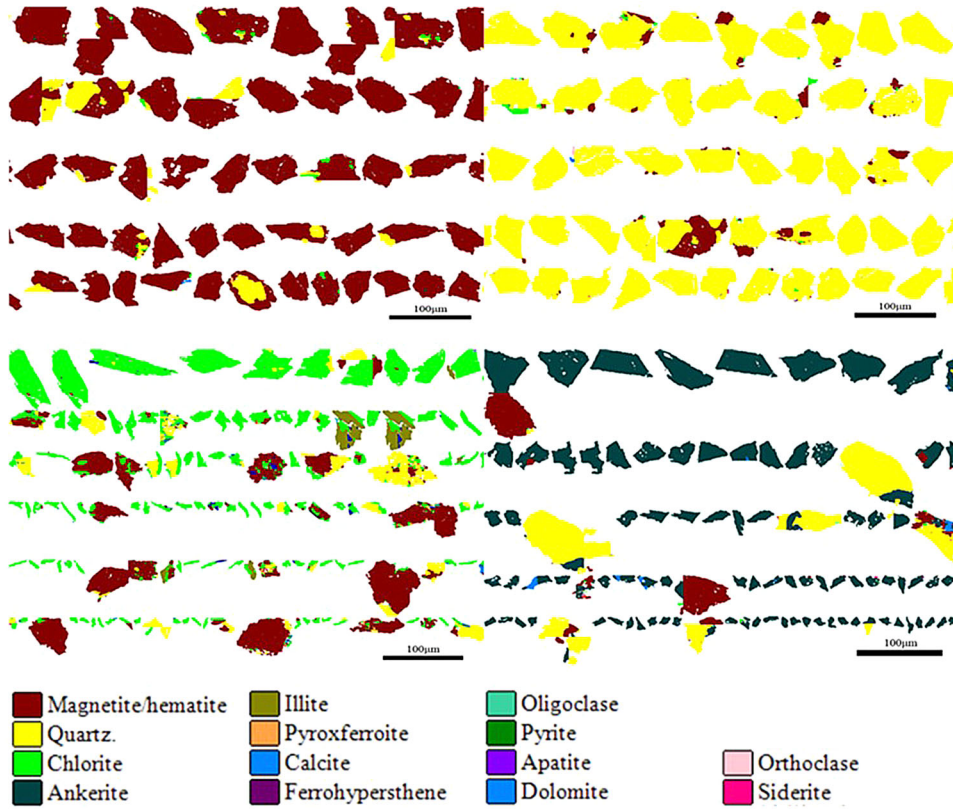 100μm
100μm
100μm
100μm
Magnetite/hematite
Illite
Oligoclase
Quartz.
Pyroxferroite
Pyrite
Chlorite
Calcite
Apatite
Orthoclase
Ankerite
Ferrohypersthene
Dolomite
Siderite